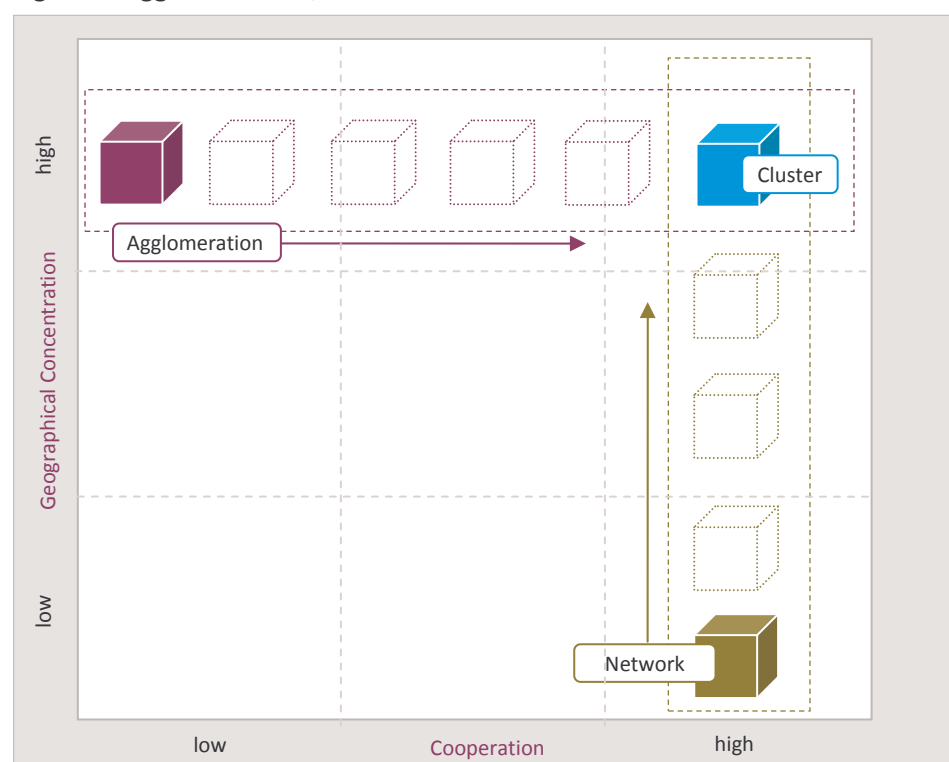 high
Cluster
Agglomeration
Geographical Concentration
Network
low
low
Cooperation
high